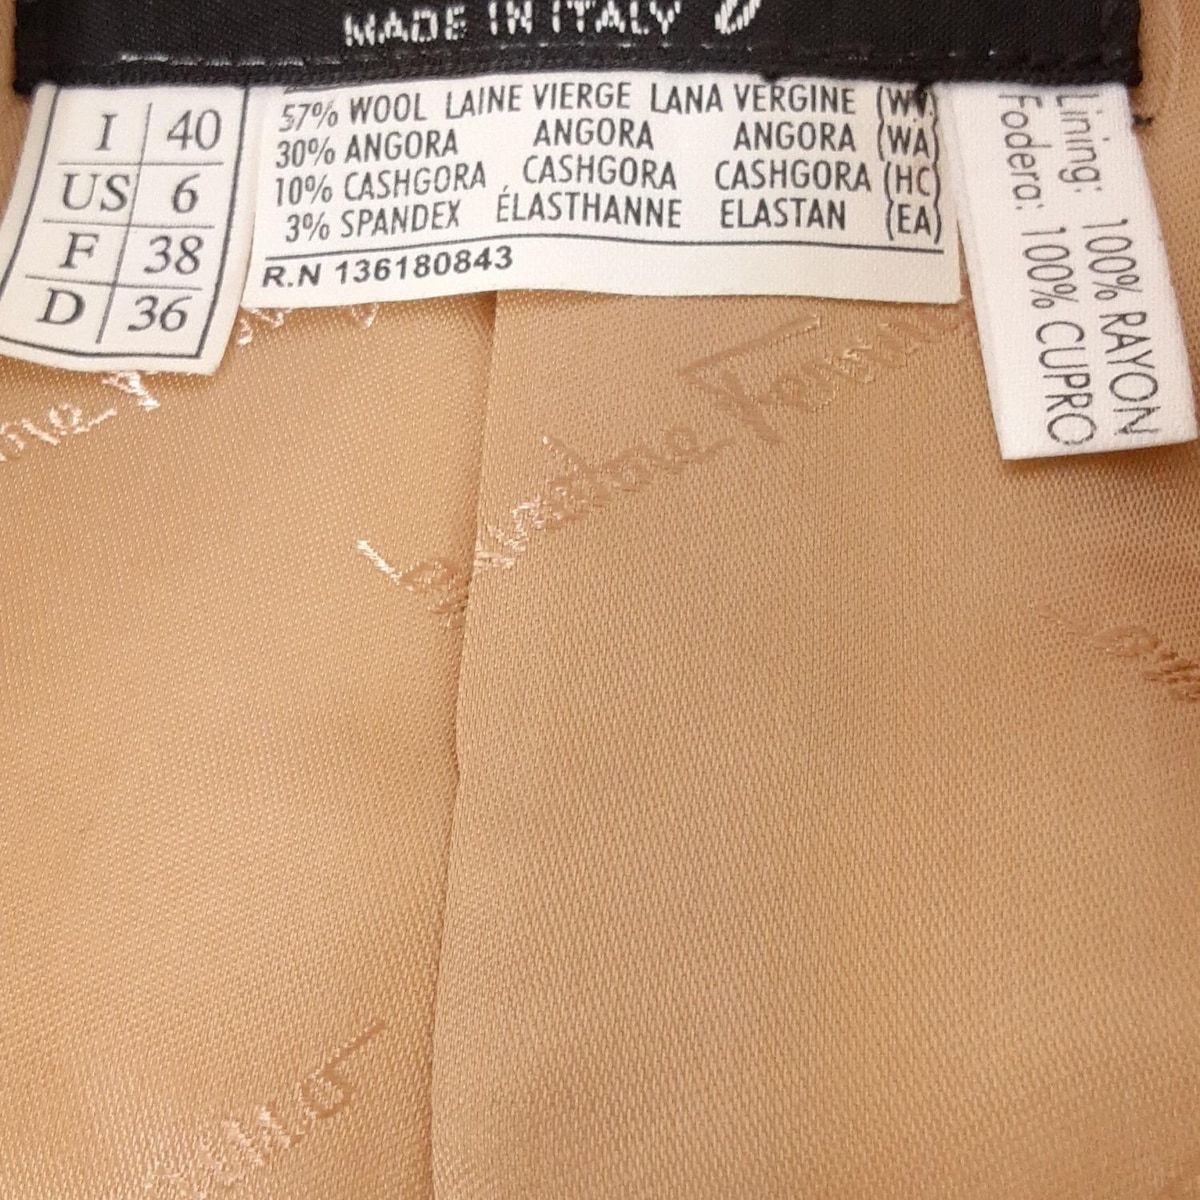 MADE IN ITALY
I 40
US 6
F 38
D 36
57% WOOL LAINE VIERGE LANA VERGINE (WV)
30% ANGORA ANGORA ANGORA (WA)
10% CASHGORA CASHGORA CASHGORA (HC)
3% SPANDEX ÉLASTHANNE ELASTAN (EA)
R.N 136180843
Lining: 100% RAYON
Fodera: 100% CUPRO